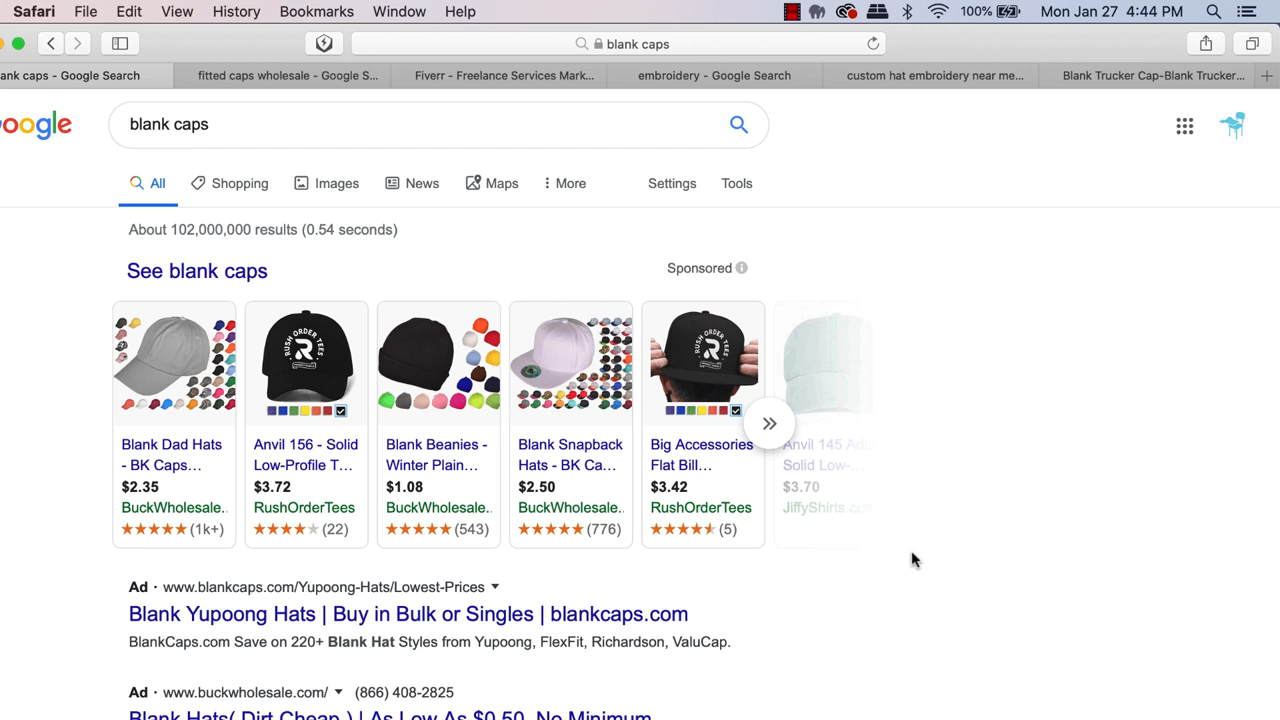 Safari File Edit View History Bookmarks Window Help 100% Mon Jan 27 4:44 PM
blank caps
ank caps - Google Search fitted caps wholesale - Google S... Fiverr - Freelance Services Mark... embroidery - Google Search custom hat embroidery near me... Blank Trucker Cap-Blank Trucker...
oogle blank caps
All Shopping Images News Maps More Settings Tools
About 102,000,000 results (0.54 seconds)
See blank caps Sponsored
RUSH ORDER TEES
RUSH ORDER TEES
Blank Dad Hats
- BK Caps...
$2.35
BuckWholesale.
(1k+)
Anvil 156 - Solid
Low-Profile T...
$3.72
RushOrderTees
(22)
Blank Beanies -
Winter Plain...
$1.08
BuckWholesale.
(543)
Blank Snapback
Hats - BK Ca...
$2.50
BuckWholesale.
(776)
Big Accessories
Flat Bill...
$3.42
RushOrderTees
(5)
Anvil 145 Ad
Solid Low-...
$3.70
JiffyShirts.co
Ad · www.blankcaps.com/Yupoong-Hats/Lowest-Prices
Blank Yupoong Hats | Buy in Bulk or Singles | blankcaps.com
BlankCaps.com Save on 220+ Blank Hat Styles from Yupoong, FlexFit, Richardson, ValuCap.
Ad · www.buckwholesale.com/ (866) 408-2825
Blank Hats( Dirt Cheap ) | As Low As $0.50, No Minimum